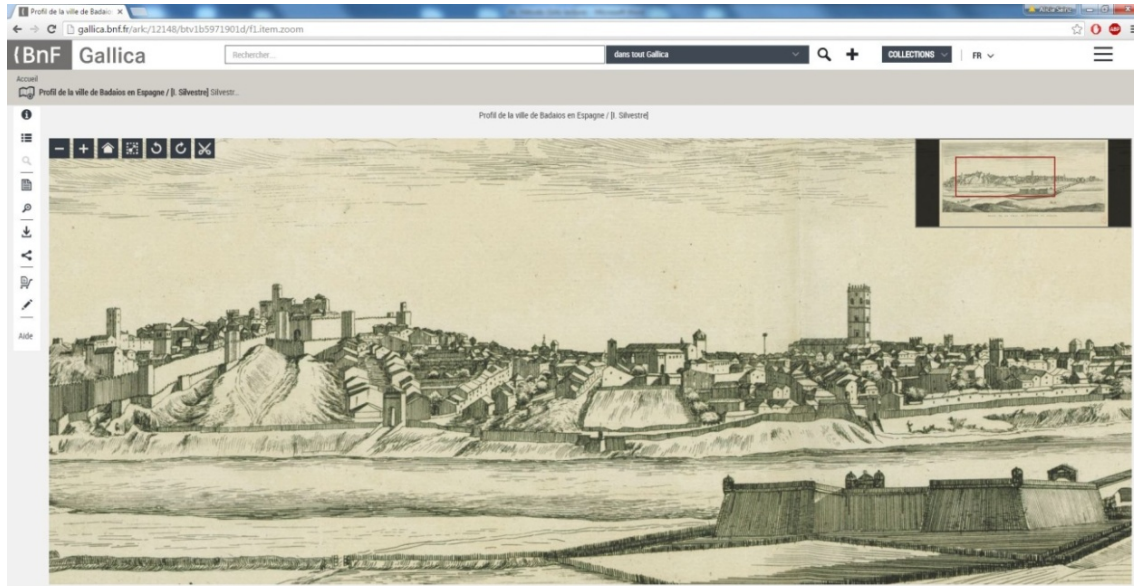 Profil de la ville de Badaio
gallica.bnf.fr/ark:/12148/btv1b5971901d/f1.item.zoom
{BnF Gallica
Rechercher ...
dans tout Gallica
COLLECTIONS
FR
Accueil
Profil de la ville de Badaios en Espagne / [I. Silvestre] Silvestr...
Profil de la ville de Badaios en Espagne / [I. Silvestre]
Aide